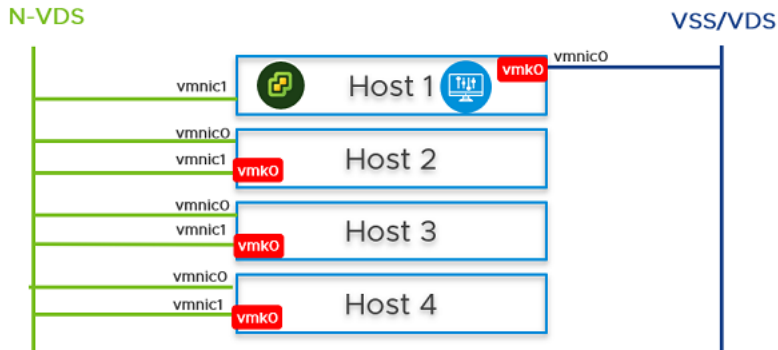 N-VDS
VSS/VDS
vmnic1
Host 1
vmk0
vmnic0
vmnic0
vmnic1
vmk0
Host 2
vmnic0
vmnic1
vmk0
Host 3
vmnic0
vmnic1
vmk0
Host 4